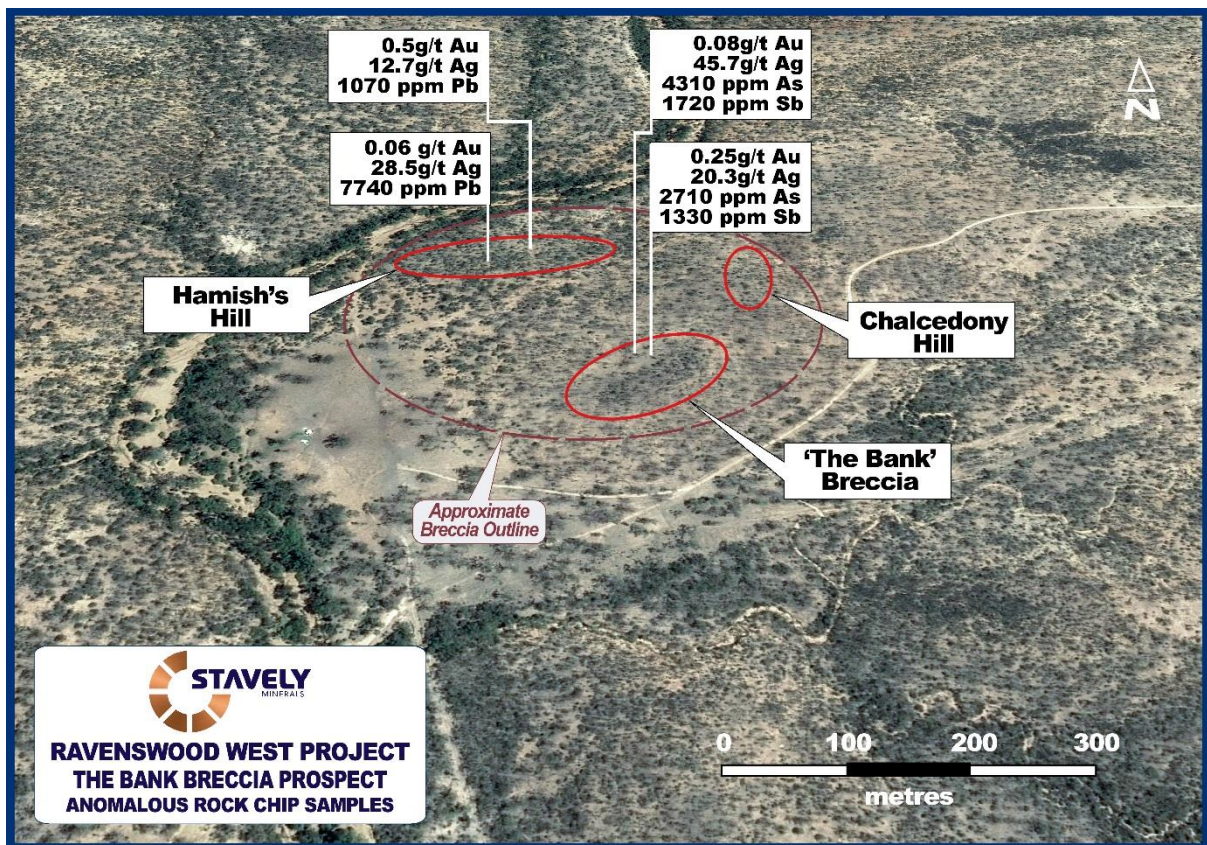 0.5g/t Au
12.7g/t Ag
1070 ppm Pb
0.08g/t Au
45.7g/t Ag
4310 ppm As
1720 ppm Sb
N
0.06 g/t Au
28.5g/t Ag
7740 ppm Pb
0.25g/t Au
20.3g/t Ag
2710 ppm As
1330 ppm Sb
Hamish's
Hill
Chalcedony
Hill
'The Bank'
Breccia
Approximate
Breccia Outline
STAVELY
MINERALS
RAVENSWOOD WEST PROJECT
THE BANK BRECCIA PROSPECT
ANOMALOUS ROCK CHIP SAMPLES
0 100 200 300
metres